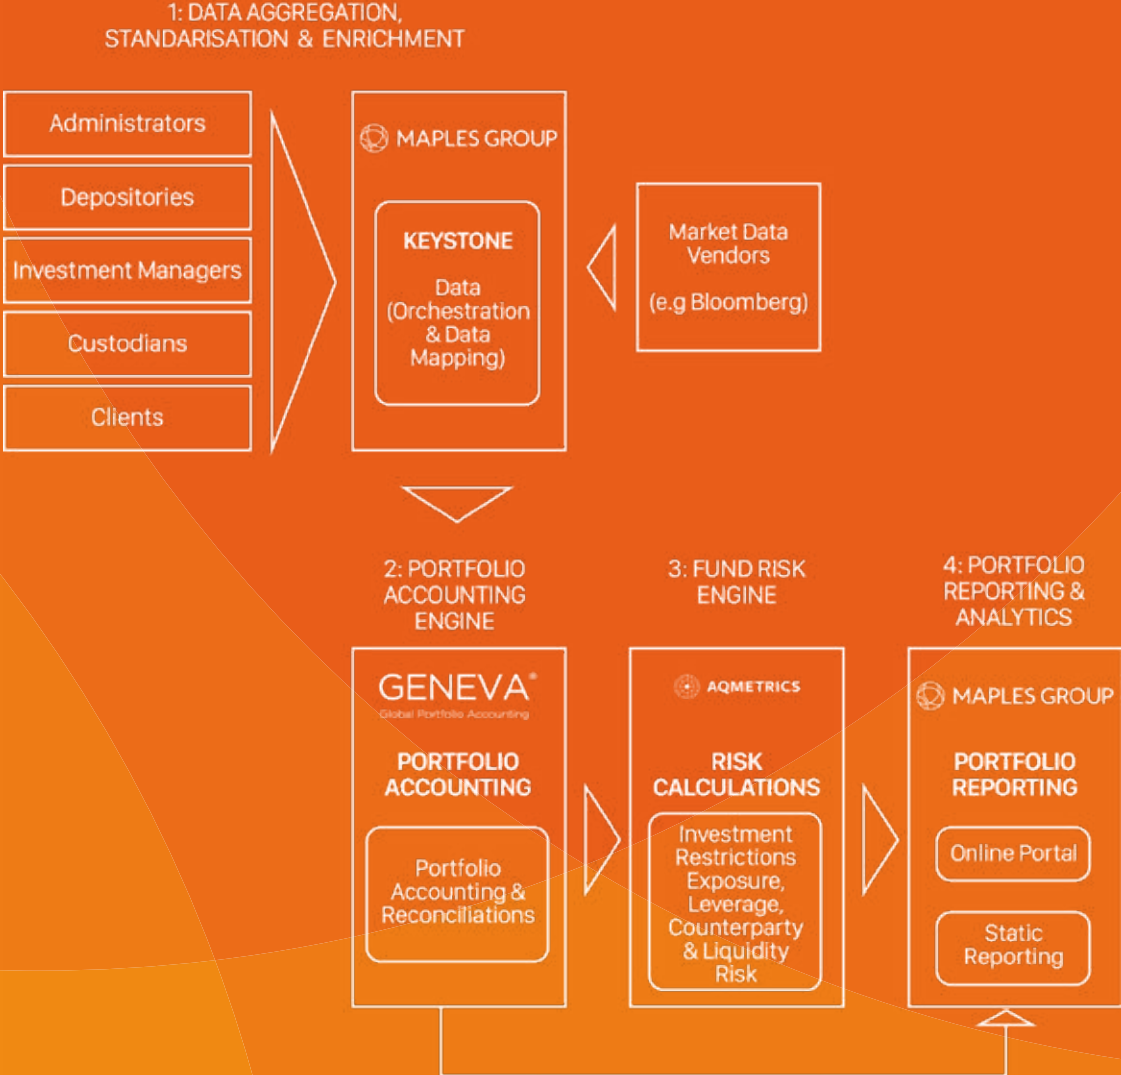 1: DATA AGGREGATION,
STANDARISATION & ENRICHMENT
Administrators
Depositories
Investment Managers
Custodians
Clients
MAPLES GROUP
KEYSTONE
Data
(Orchestration
& Data
Mapping)
Market Data
Vendors
(e.g Bloomberg)
2: PORTFOLIO
ACCOUNTING
ENGINE
GENEVA®
Global Portfolio Accounting
PORTFOLIO
ACCOUNTING
Portfolio
Accounting &
Reconciliations
3: FUND RISK
ENGINE
AQMETRICS
RISK
CALCULATIONS
Investment
Restrictions
Exposure,
Leverage,
Counterparty
& Liquidity
Risk
4: PORTFOLIO
REPORTING &
ANALYTICS
MAPLES GROUP
PORTFOLIO
REPORTING
Online Portal
Static
Reporting